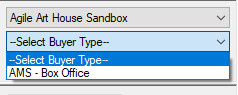 Agile Art House Sandbox
--Select Buyer Type--
--Select Buyer Type--
AMS - Box Office